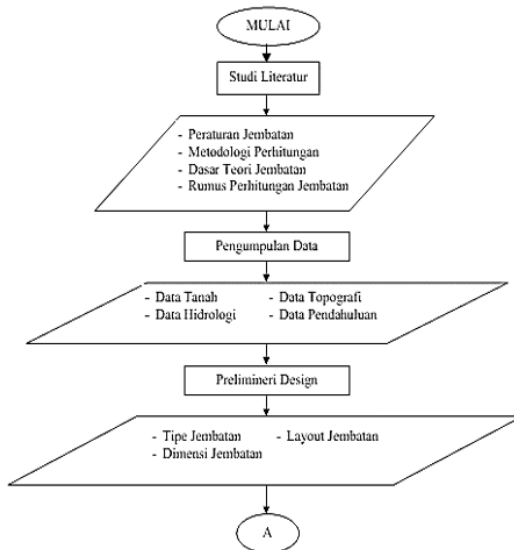 MULAI
Studi Literatur
- Peraturan Jembatan
- Metodologi Perhitungan
- Dasar Teori Jembatan
- Rumus Perhitungan Jembatan
Pengumpulan Data
- Data Tanah - Data Topografi
- Data Hidrologi - Data Pendahuluan
Prelimineri Design
- Tipe Jembatan - Layout Jembatan
- Dimensi Jembatan
A